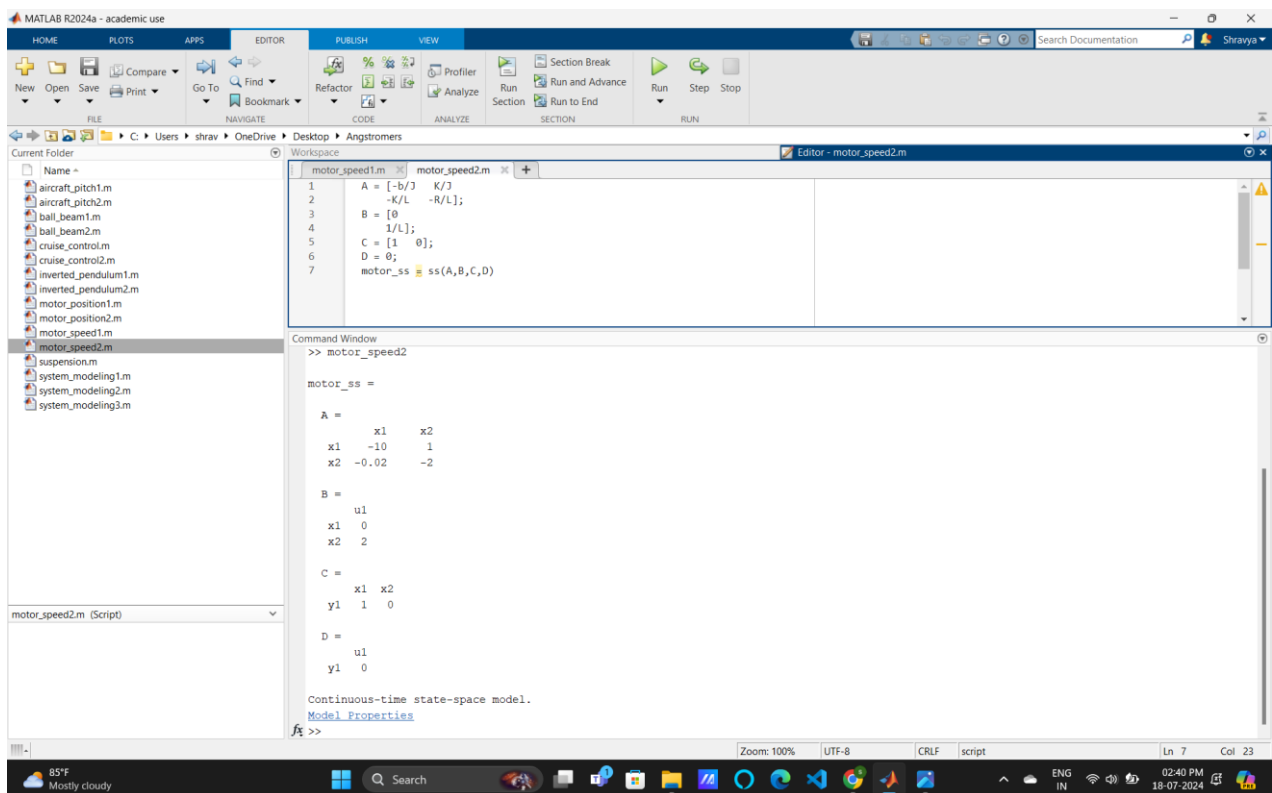 MATLAB R2024a - academic use
HOME PLOTS APPS EDITOR PUBLISH VIEW Search Documentation Shravya
New Open Save Compare Print Go To Find Bookmark Refactor Profiler Analyze Run Section Section Break Run and Advance Run to End Run Step Stop
FILE NAVIGATE CODE ANALYZE SECTION RUN
C: Users shrav OneDrive Desktop Angstromers
Current Folder
Name
aircraft_pitch1.m
aircraft_pitch2.m
ball_beam1.m
ball_beam2.m
cruise_control.m
cruise_control2.m
inverted_pendulum1.m
inverted_pendulum2.m
motor_position1.m
motor_position2.m
motor_speed1.m
motor_speed2.m
suspension.m
system_modeling1.m
system_modeling2.m
system_modeling3.m
motor_speed2.m (Script)
Workspace
Editor - motor_speed2.m
motor_speed1.m motor_speed2.m +
1 A = [-b/J K/J
2 -K/L -R/L];
3 B = [0
4 1/L];
5 C = [1 0];
6 D = 0;
7 motor_ss = ss(A,B,C,D)
Command Window
>> motor_speed2
motor_ss =
A =
x1 x2
x1 -10 1
x2 -0.02 -2
B =
u1
x1 0
x2 2
C =
x1 x2
y1 1 0
D =
u1
y1 0
Continuous-time state-space model.
Model Properties
fx >>
Zoom: 100% UTF-8 CRLF script Ln 7 Col 23
85°F
Mostly cloudy
Search
ENG
IN
02:40 PM
18-07-2024